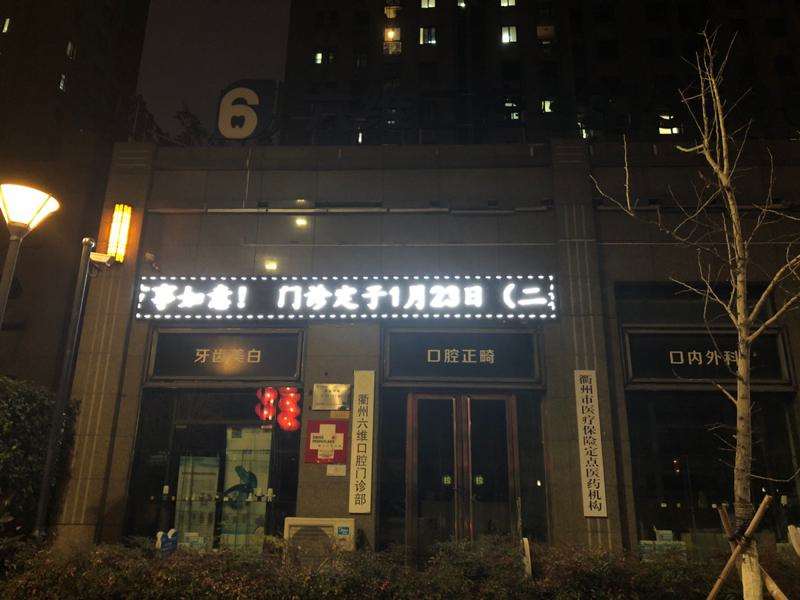 6
事如意! 门诊定于1月23日(二
牙齿美白
口腔正畸
口内外科
衢州六维口腔门诊部
衢州市医疗保险定点医药机构